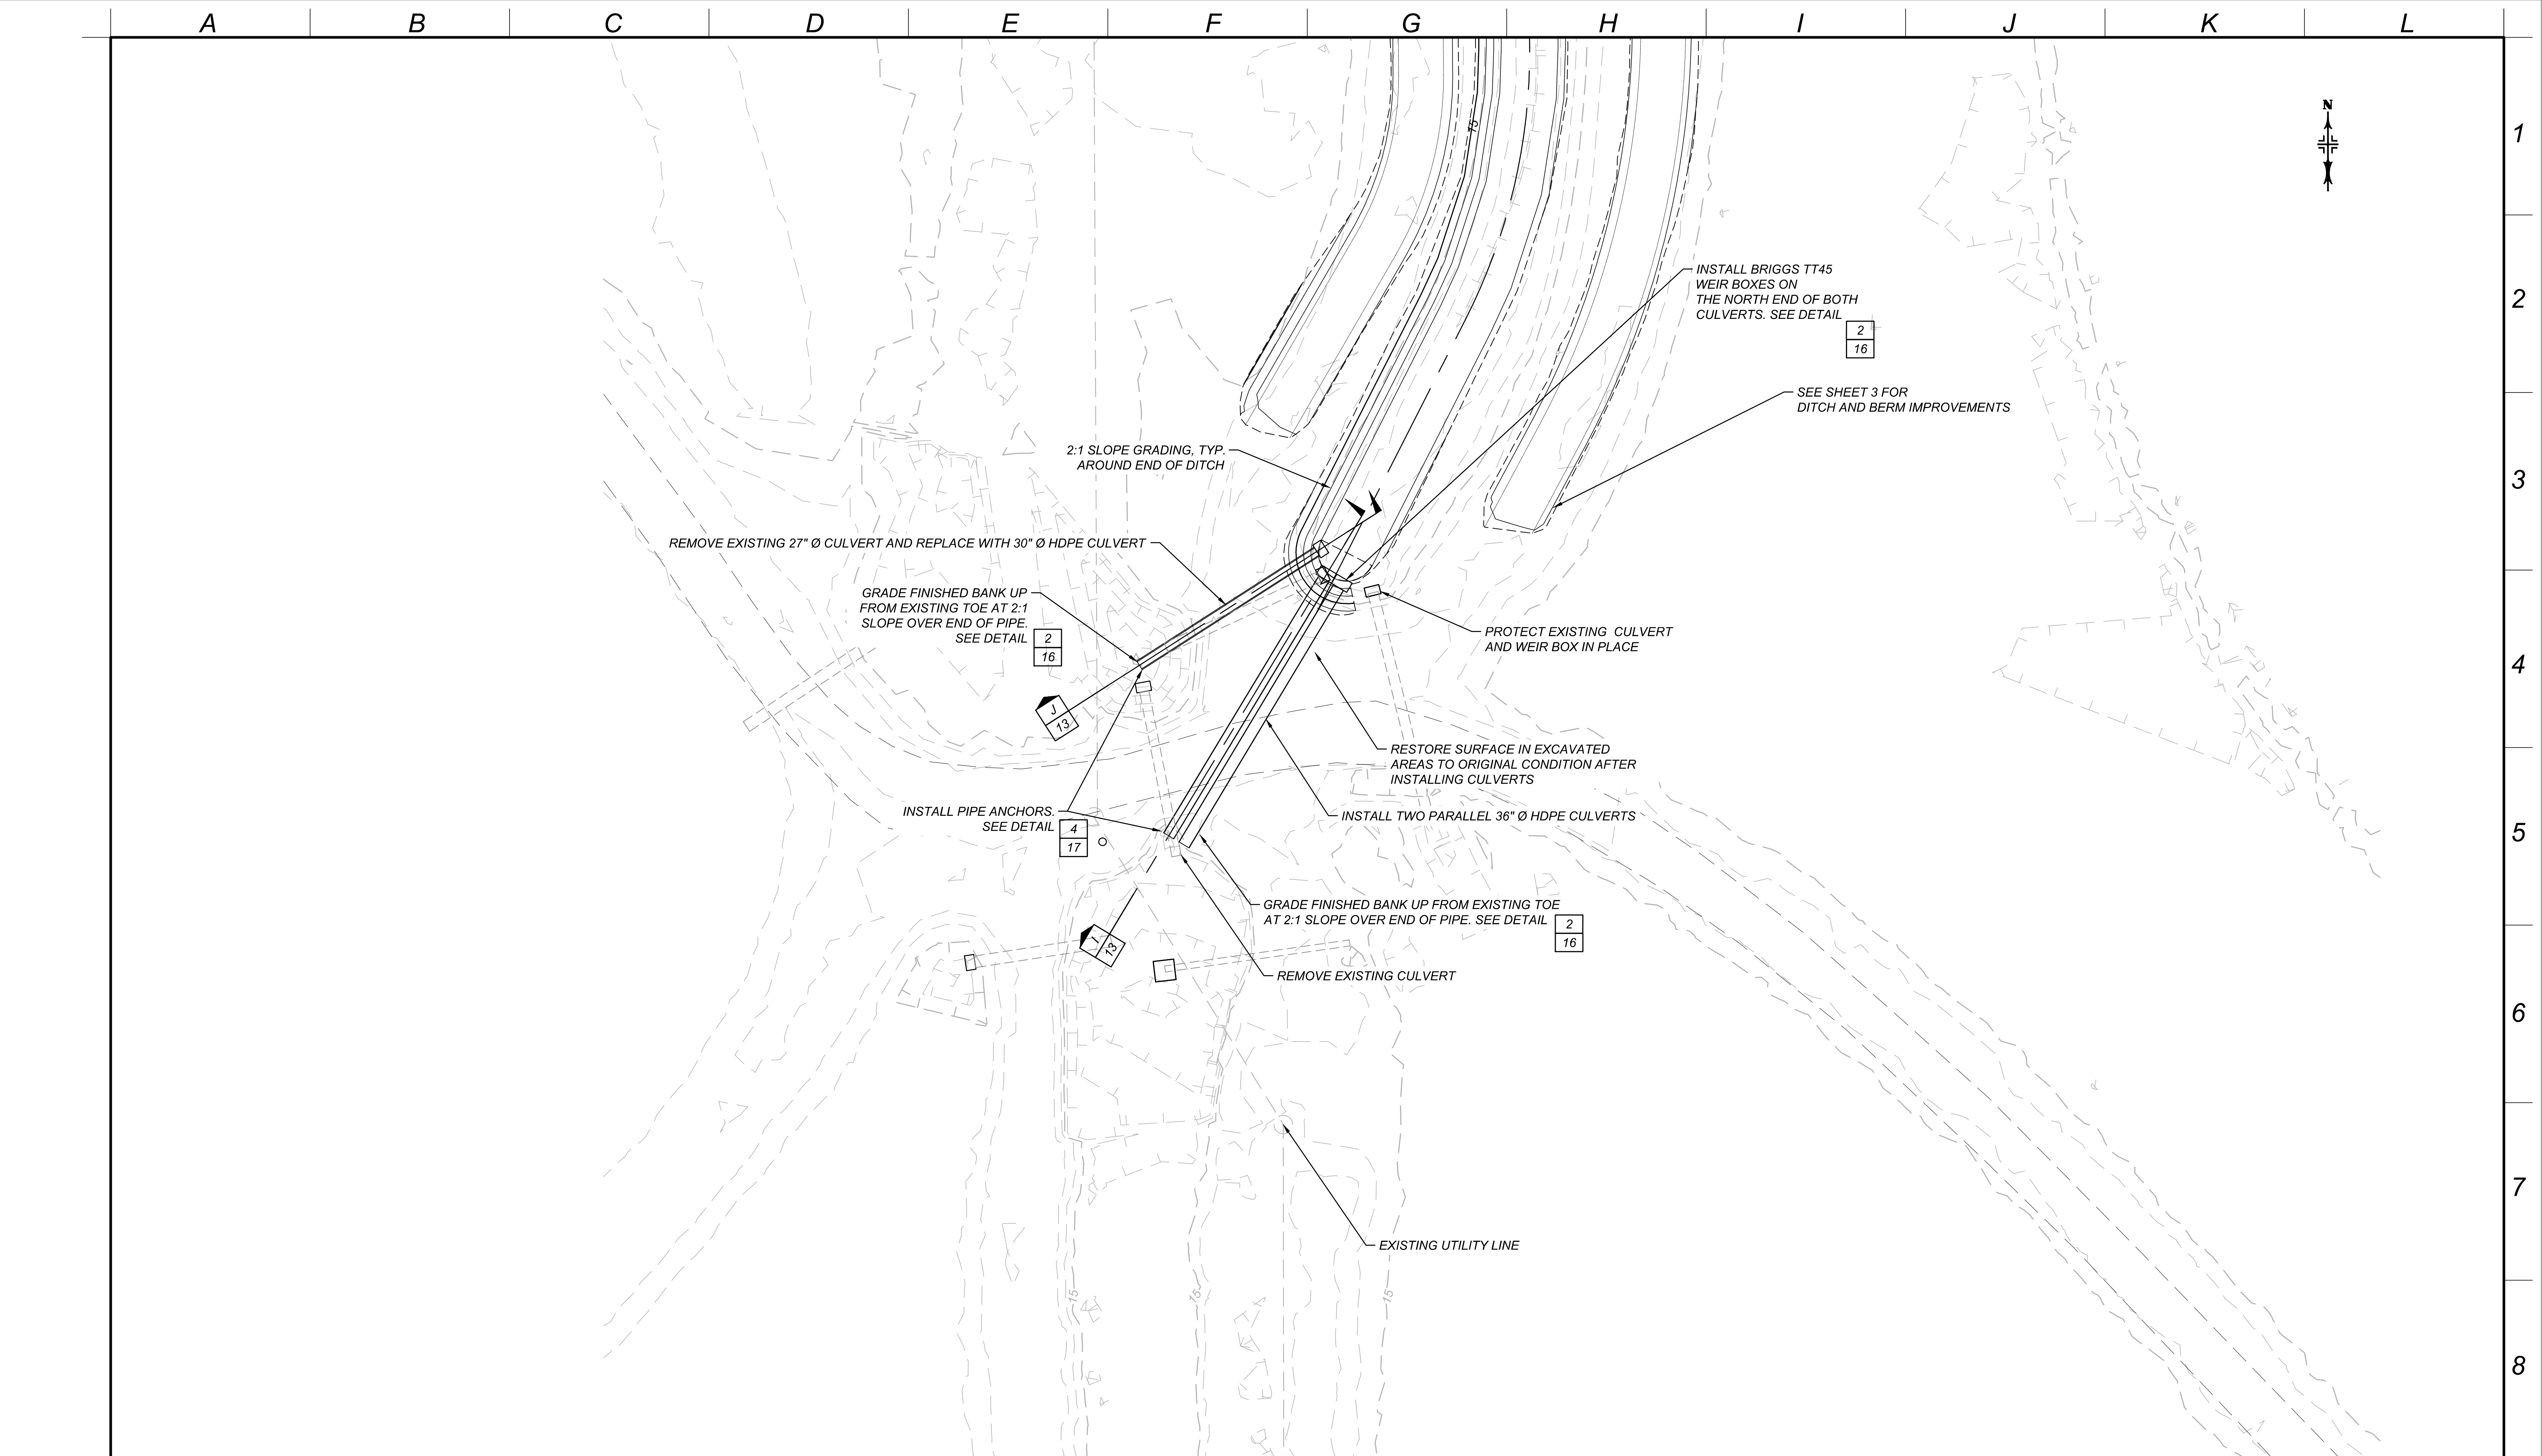 A B C D E F G H I J K L
N
1
15
INSTALL BRIGGS TT45
WEIR BOXES ON
THE NORTH END OF BOTH
CULVERTS. SEE DETAIL
2
16
2
SEE SHEET 3 FOR
DITCH AND BERM IMPROVEMENTS
2:1 SLOPE GRADING, TYP.
AROUND END OF DITCH
3
REMOVE EXISTING 27" Ø CULVERT AND REPLACE WITH 30" Ø HDPE CULVERT
GRADE FINISHED BANK UP
FROM EXISTING TOE AT 2:1
SLOPE OVER END OF PIPE.
SEE DETAIL
2
16
PROTECT EXISTING CULVERT
AND WEIR BOX IN PLACE
4
J
13
RESTORE SURFACE IN EXCAVATED
AREAS TO ORIGINAL CONDITION AFTER
INSTALLING CULVERTS
INSTALL PIPE ANCHORS.
SEE DETAIL
4
17
INSTALL TWO PARALLEL 36" Ø HDPE CULVERTS
5
GRADE FINISHED BANK UP FROM EXISTING TOE
AT 2:1 SLOPE OVER END OF PIPE. SEE DETAIL
2
16
I
13
REMOVE EXISTING CULVERT
6
7
EXISTING UTILITY LINE
15
15
15
8